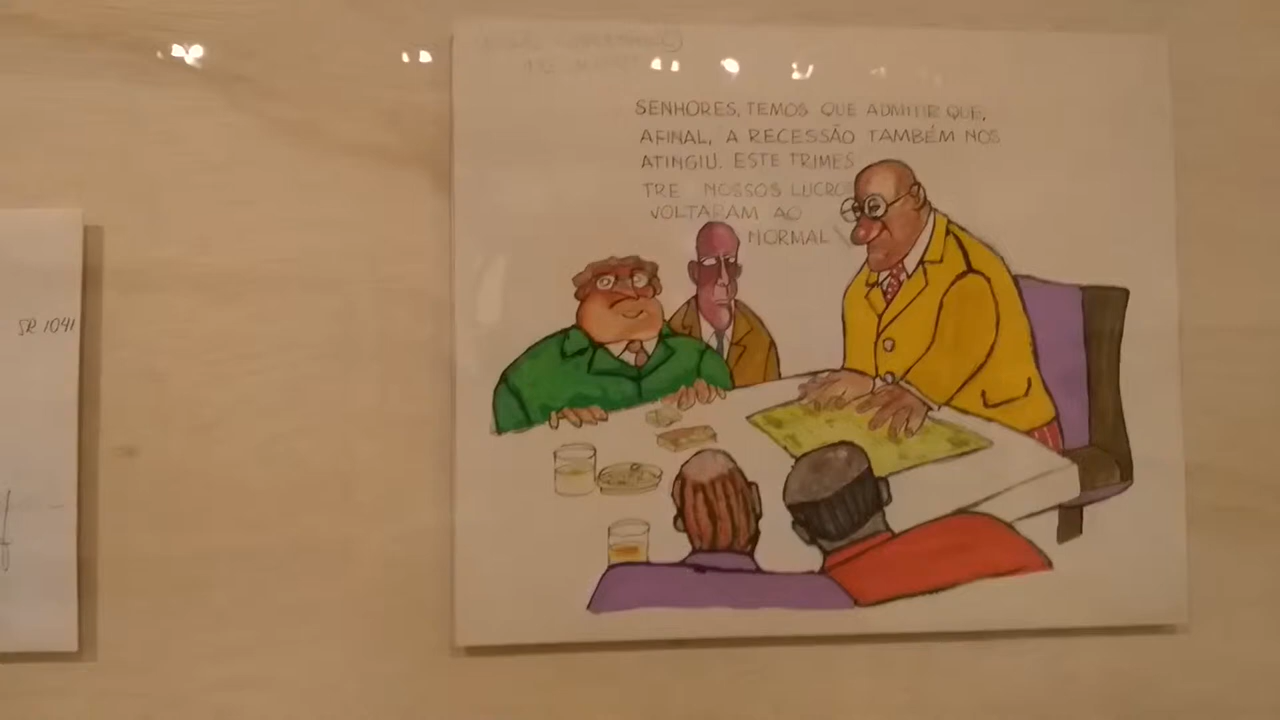 SENHORES, TEMOS QUE ADMITIR QUE,
AFINAL, A RECESSÃO TAMBÉM NOS
ATINGIU. ESTE TRIMES
TRE NOSSOS LUCRO
VOLTARAM AO
NORMAL
SR 1041